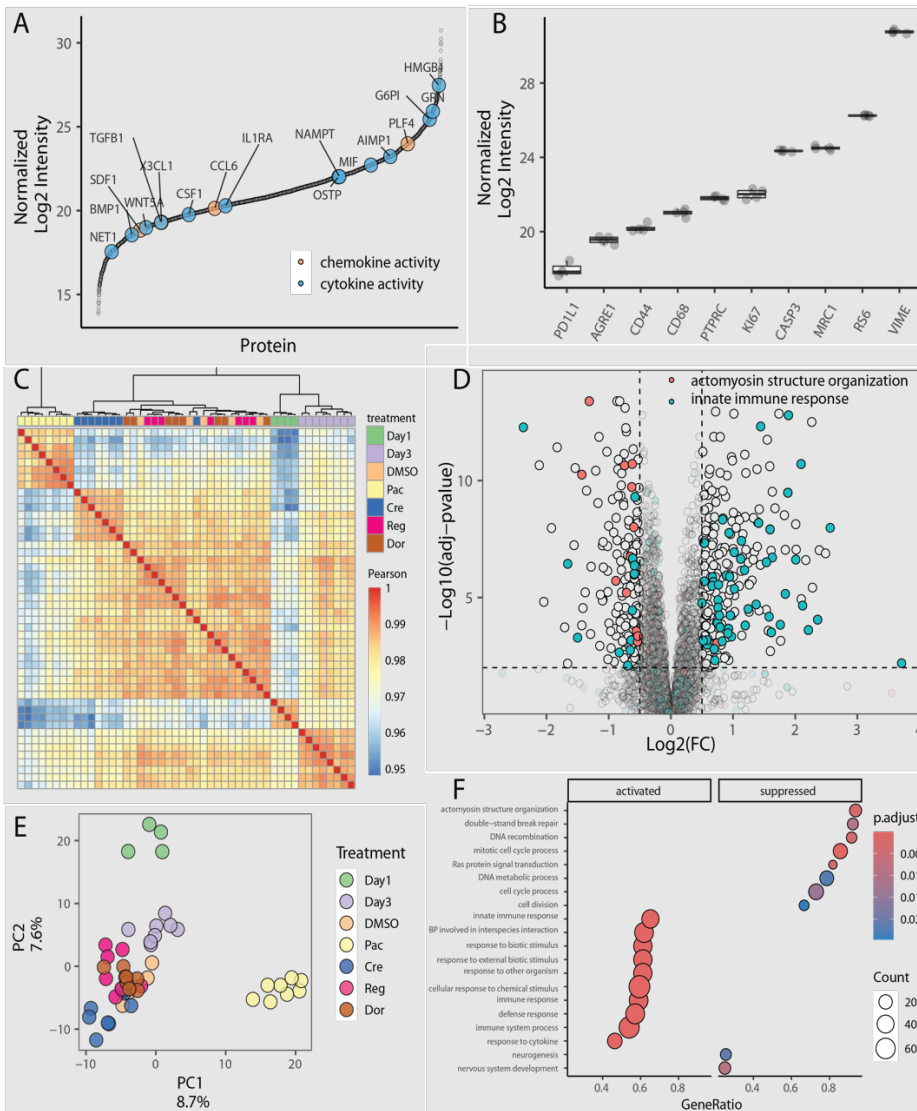 A
Normalized
Log2 Intensity
30
25
20
15
HMGB1
G6PI
GRN
PLF4
AIMP1
NAMPT
MIF
OSTP
IL1RA
CCL6
TGFB1
X3CL1
CSF1
SDF1
WNT5A
BMP1
NET1
chemokine activity
cytokine activity
Protein
B
Normalized
Log2 Intensity
28
24
20
PD1L1
AGRE1
CD44
CD68
PTPRC
KI67
CASP3
MRC1
RS6
VIME
C
treatment
Day1
Day3
DMSO
Pac
Cre
Reg
Dor
Pearson
1
0.99
0.98
0.97
0.96
0.95
D
actomyosin structure organization
innate immune response
−Log10(adj−pvalue)
10
5
−3 −2 −1 0 1 2 3 4
Log2(FC)
E
PC2
7.6%
20
10
0
−10
−10 0 10 20
PC1
8.7%
Treatment
Day1
Day3
DMSO
Pac
Cre
Reg
Dor
F
activated suppressed
actomyosin structure organization
double−strand break repair
DNA recombination
mitotic cell cycle process
Ras protein signal transduction
DNA metabolic process
cell cycle process
cell division
innate immune response
BP involved in interspecies interaction
response to biotic stimulus
response to external biotic stimulus
response to other organism
cellular response to chemical stimulus
immune response
defense response
immune system process
response to cytokine
neurogenesis
nervous system development
0.4 0.6 0.8 0.4 0.6 0.8
GeneRatio
p.adjust
0.00
0.01
0.01
0.02
Count
20
40
60